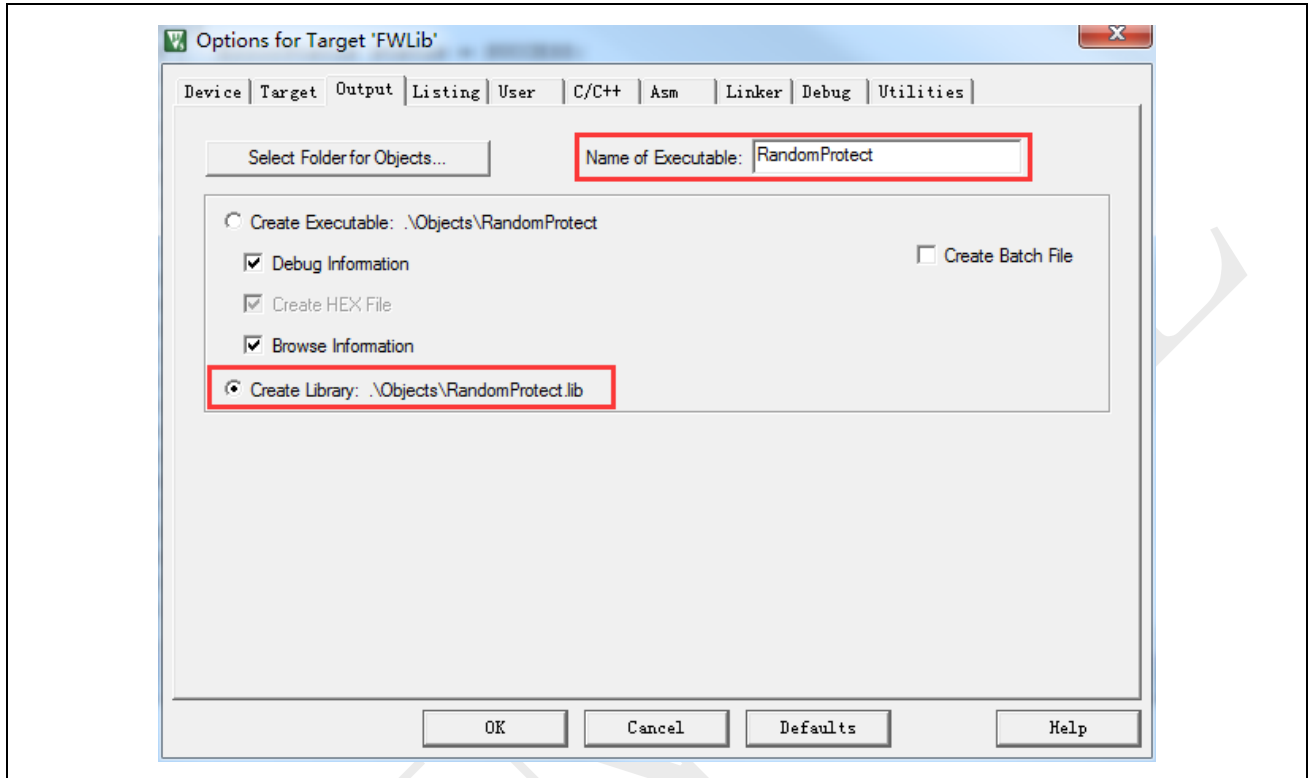 Options for Target 'FWLib'
Device Target Output Listing User C/C++ Asm Linker Debug Utilities
Select Folder for Objects... Name of Executable: RandomProtect
Create Executable: .\Objects\RandomProtect
Debug Information Create Batch File
Create HEX File
Browse Information
Create Library: .\Objects\RandomProtect.lib
OK Cancel Defaults Help